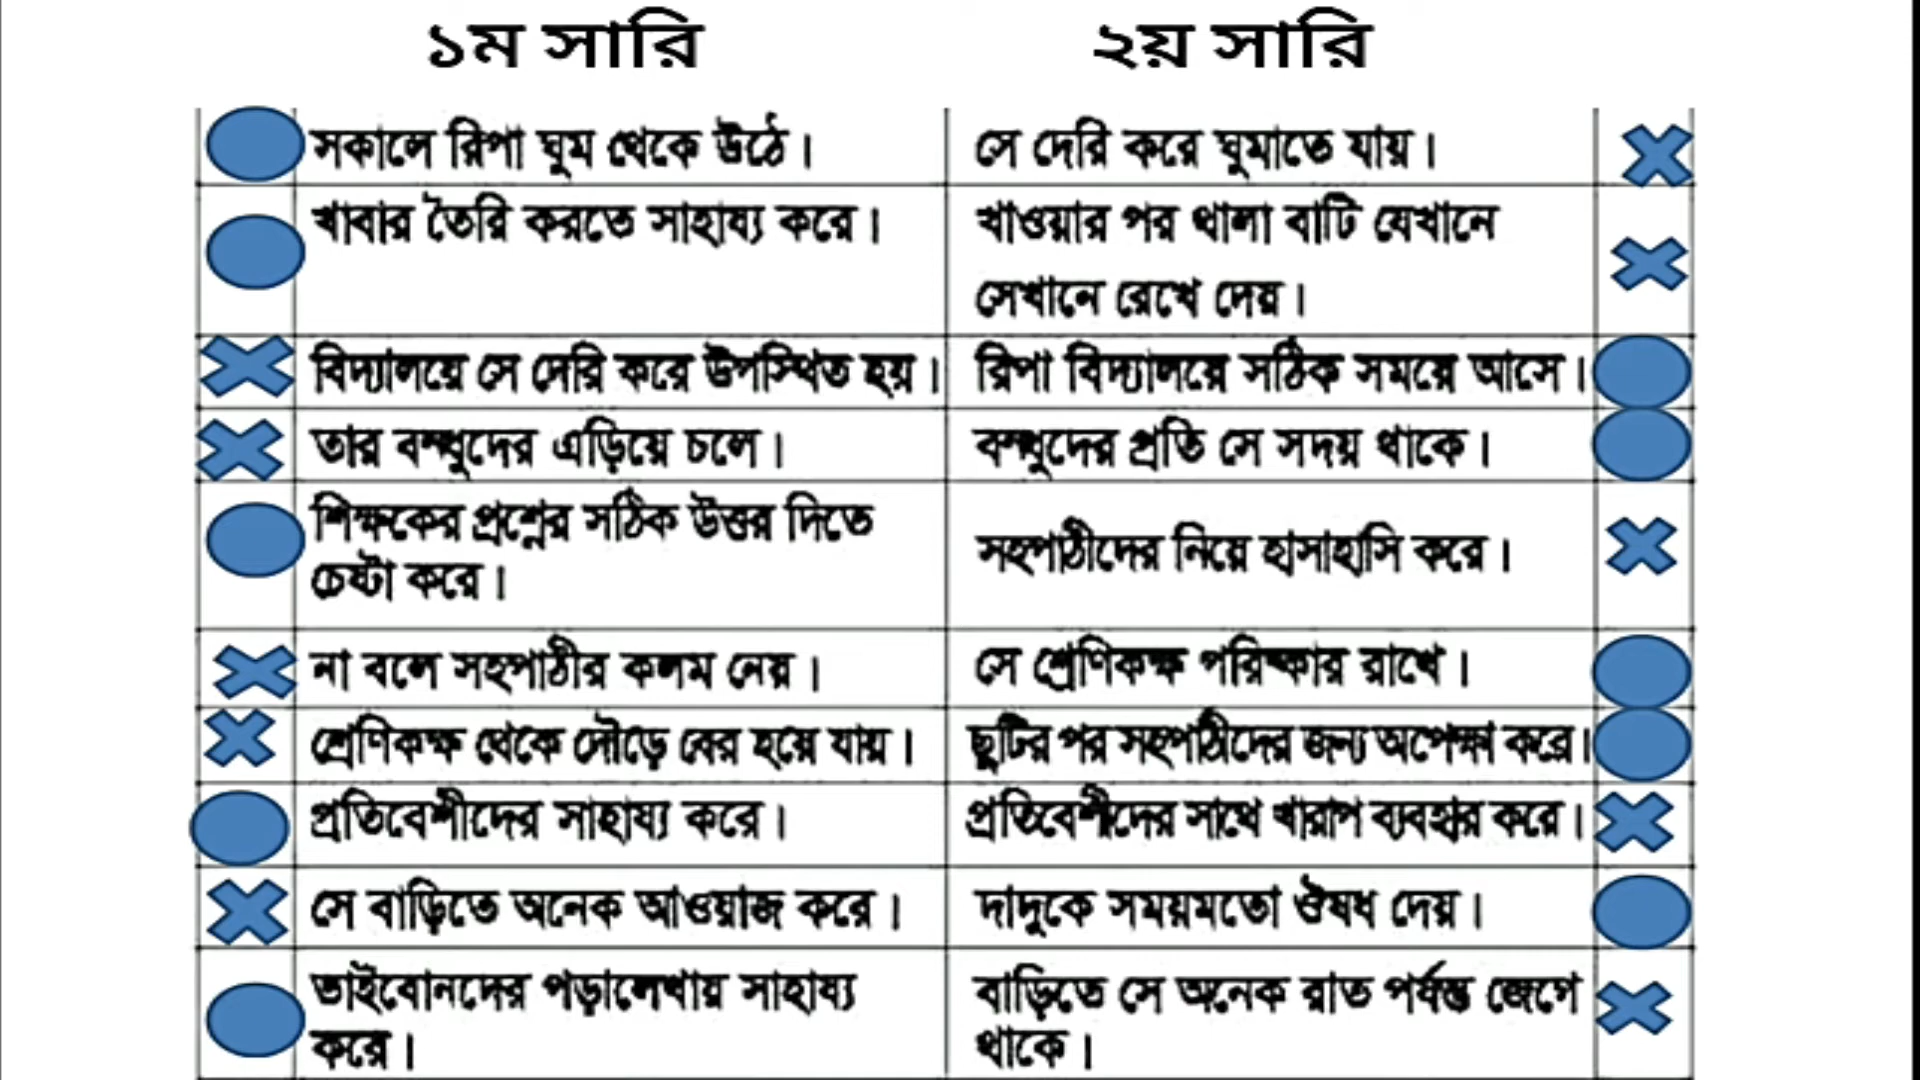 ১ম সারি ২য় সারি
সকালে রিপা ঘুম থেকে উঠে। সে দেরি করে ঘুমাতে যায়।
খাবার তৈরি করতে সাহায্য করে। খাওয়ার পর থালা বাটি যেখানে
সেখানে রেখে দেয়।
বিদ্যালয়ে সে দেরি করে উপস্থিত হয়। রিপা বিদ্যালয়ে সঠিক সময়ে আসে।
তার বন্ধুদের এড়িয়ে চলে। বন্ধুদের প্রতি সে সদয় থাকে।
শিক্ষকের প্রশ্নের সঠিক উত্তর দিতে
চেষ্টা করে।
সহপাঠীদের নিয়ে হাসাহাসি করে।
না বলে সহপাঠীর কলম নেয়। সে শ্রেণিকক্ষ পরিষ্কার রাখে।
শ্রেণিকক্ষ থেকে দৌড়ে বের হয়ে যায়। ছুটির পর সহপাঠীদের জন্য অপেক্ষা করে।
প্রতিবেশীদের সাহায্য করে। প্রতিবেশীদের সাথে খারাপ ব্যবহার করে।
সে বাড়িতে অনেক আওয়াজ করে। দাদুকে সময়মতো ঔষধ দেয়।
ভাইবোনদের পড়ালেখায় সাহায্য
করে।
বাড়িতে সে অনেক রাত পর্যন্ত জেগে
থাকে।